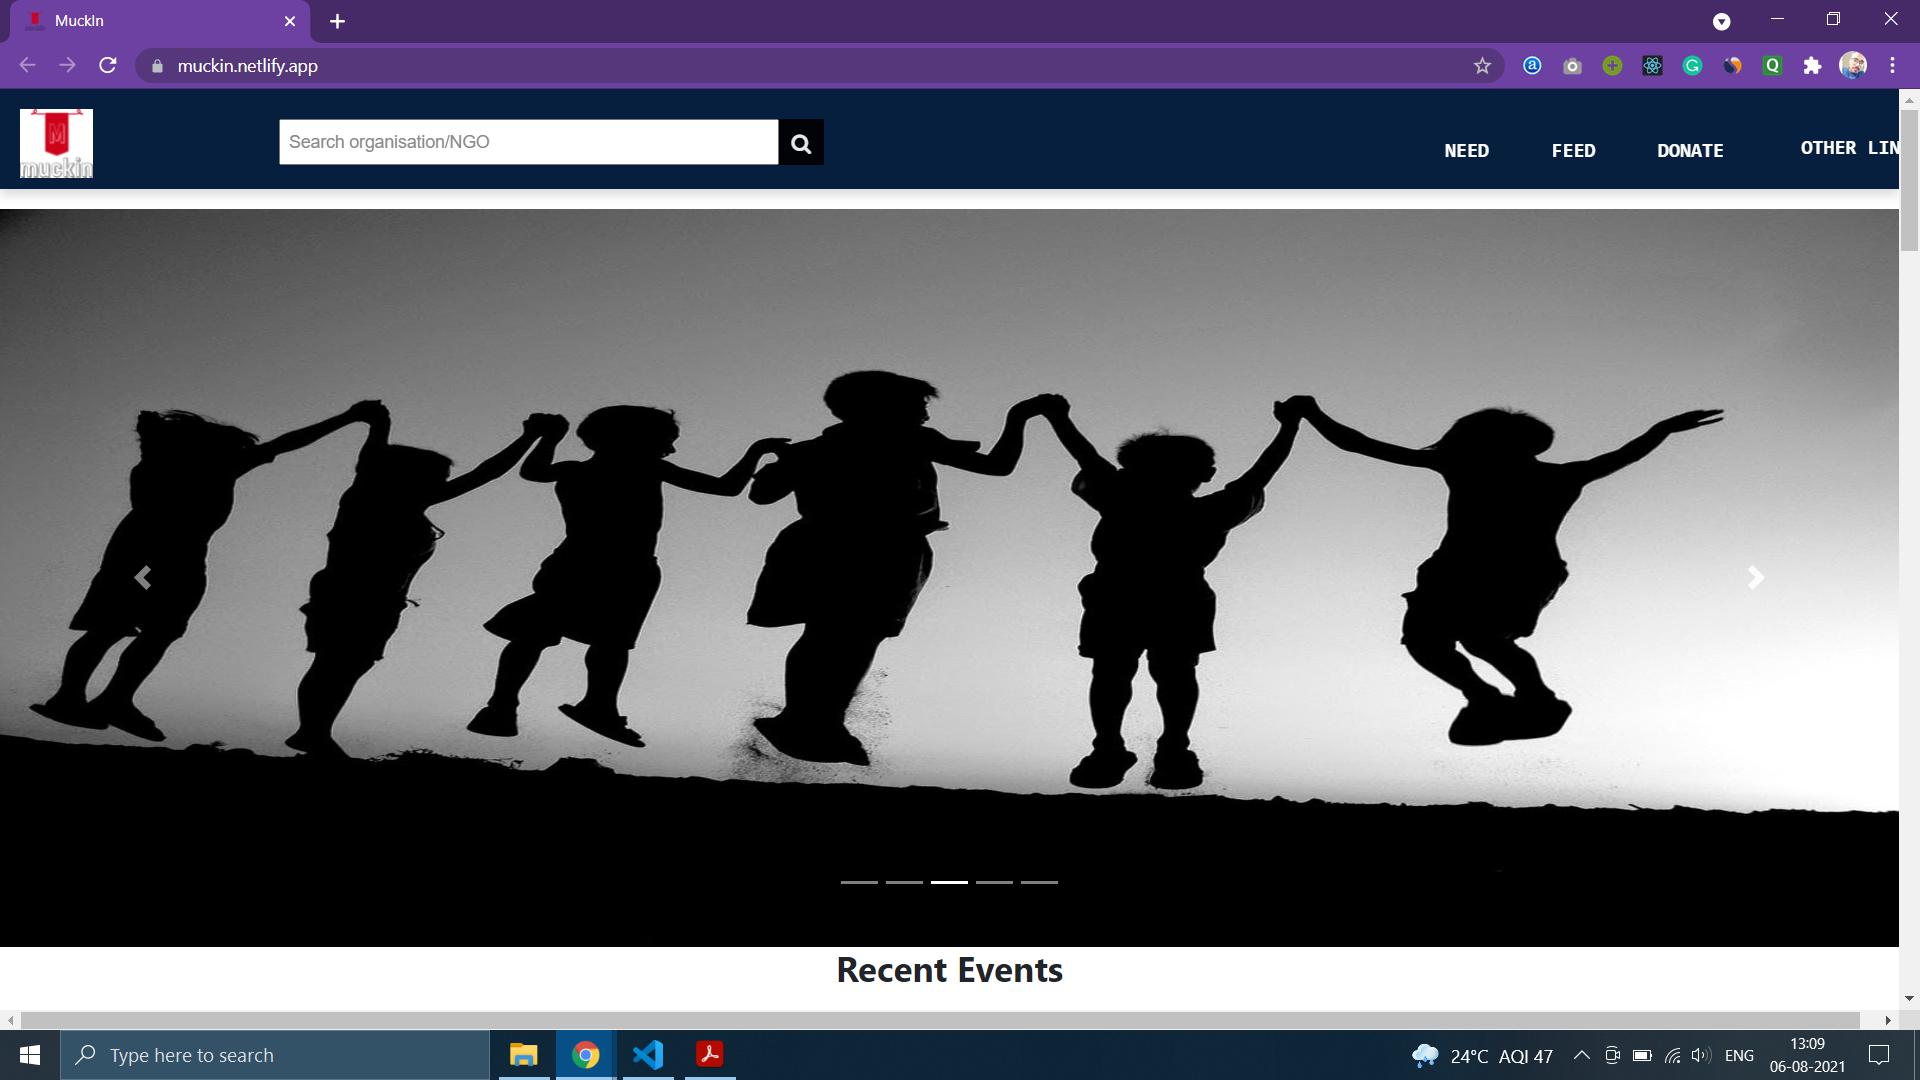 MuckIn
muckin.netlify.app
M
muckin
Search organisation/NGO
NEED
FEED
DONATE
OTHER LIN
Recent Events
Type here to search
24°C AQI 47
ENG
13:09
06-08-2021